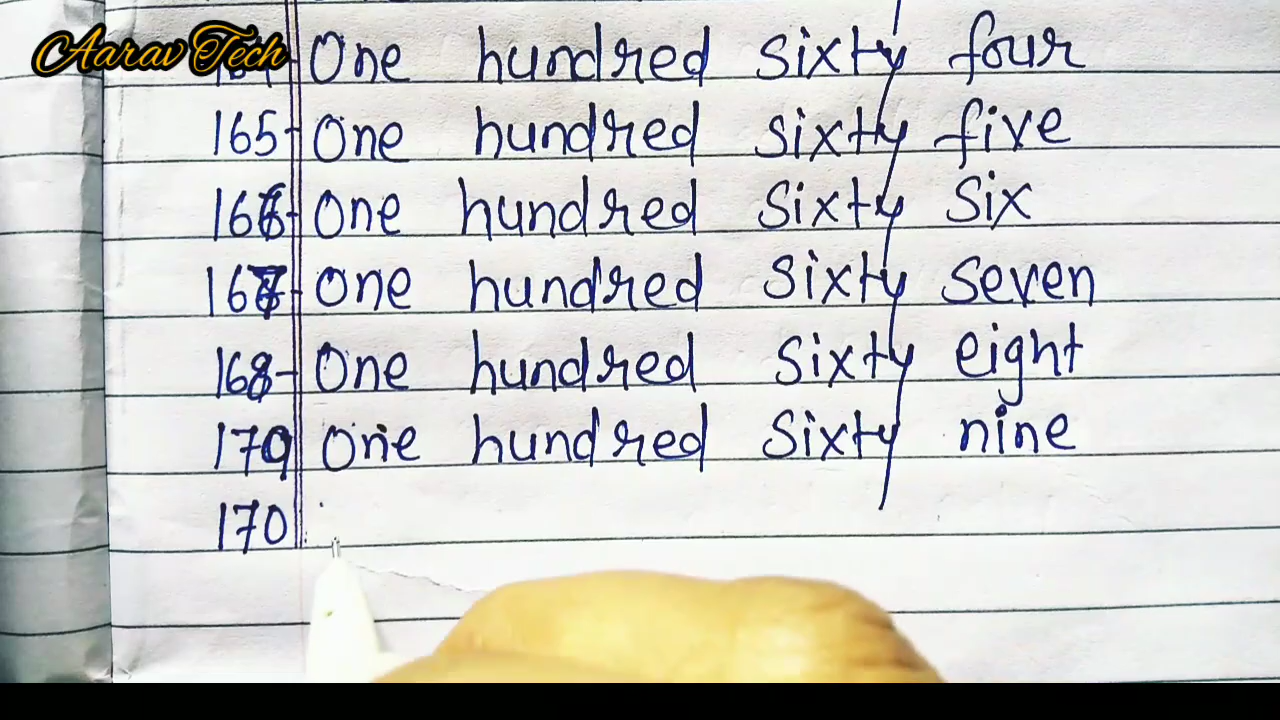 Aarav Tech
164- One hundred sixty four
165- One hundred sixty five
166- One hundred sixty six
167- One hundred sixty seven
168- One hundred sixty eight
179 One hundred sixty nine
170